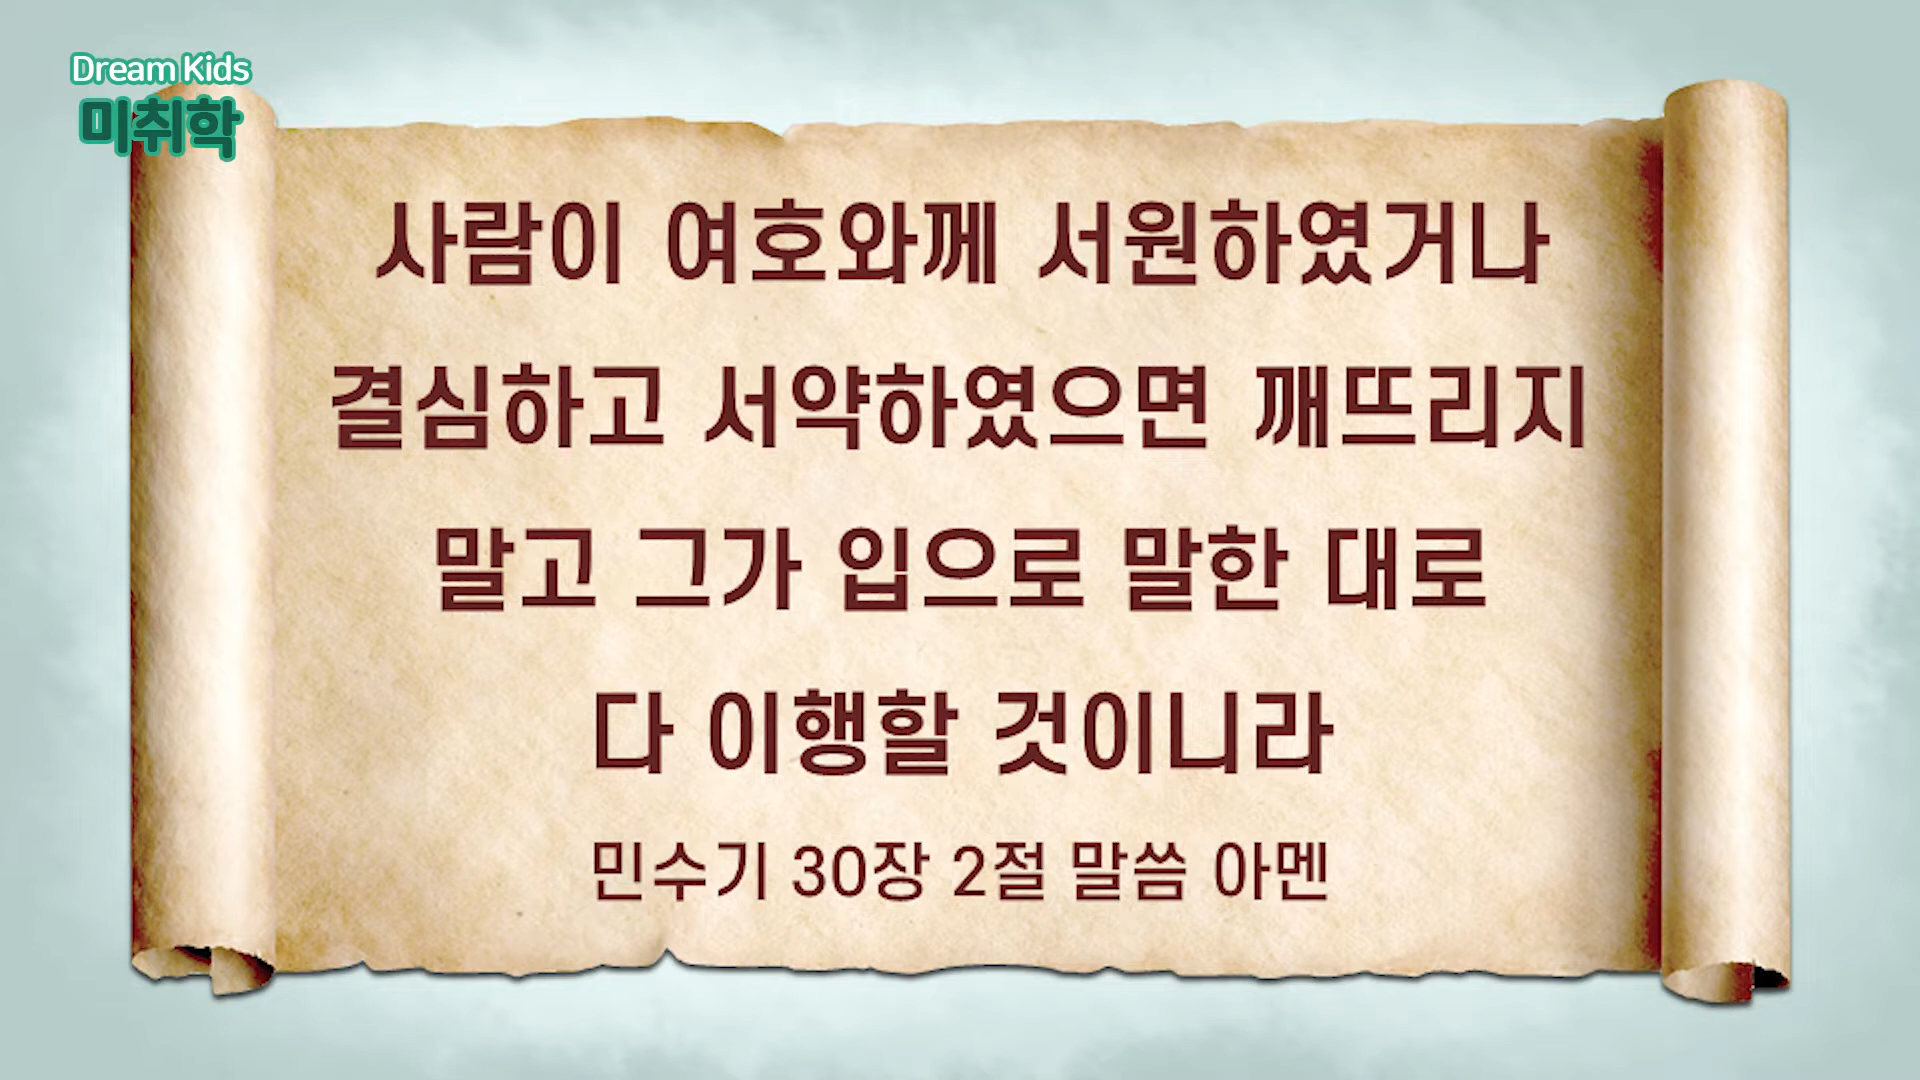 Dream Kids
미취학
사람이 여호와께 서원하였거나
결심하고 서약하였으면 깨뜨리지
말고 그가 입으로 말한 대로
다 이행할 것이니라
민수기 30장 2절 말씀 아멘